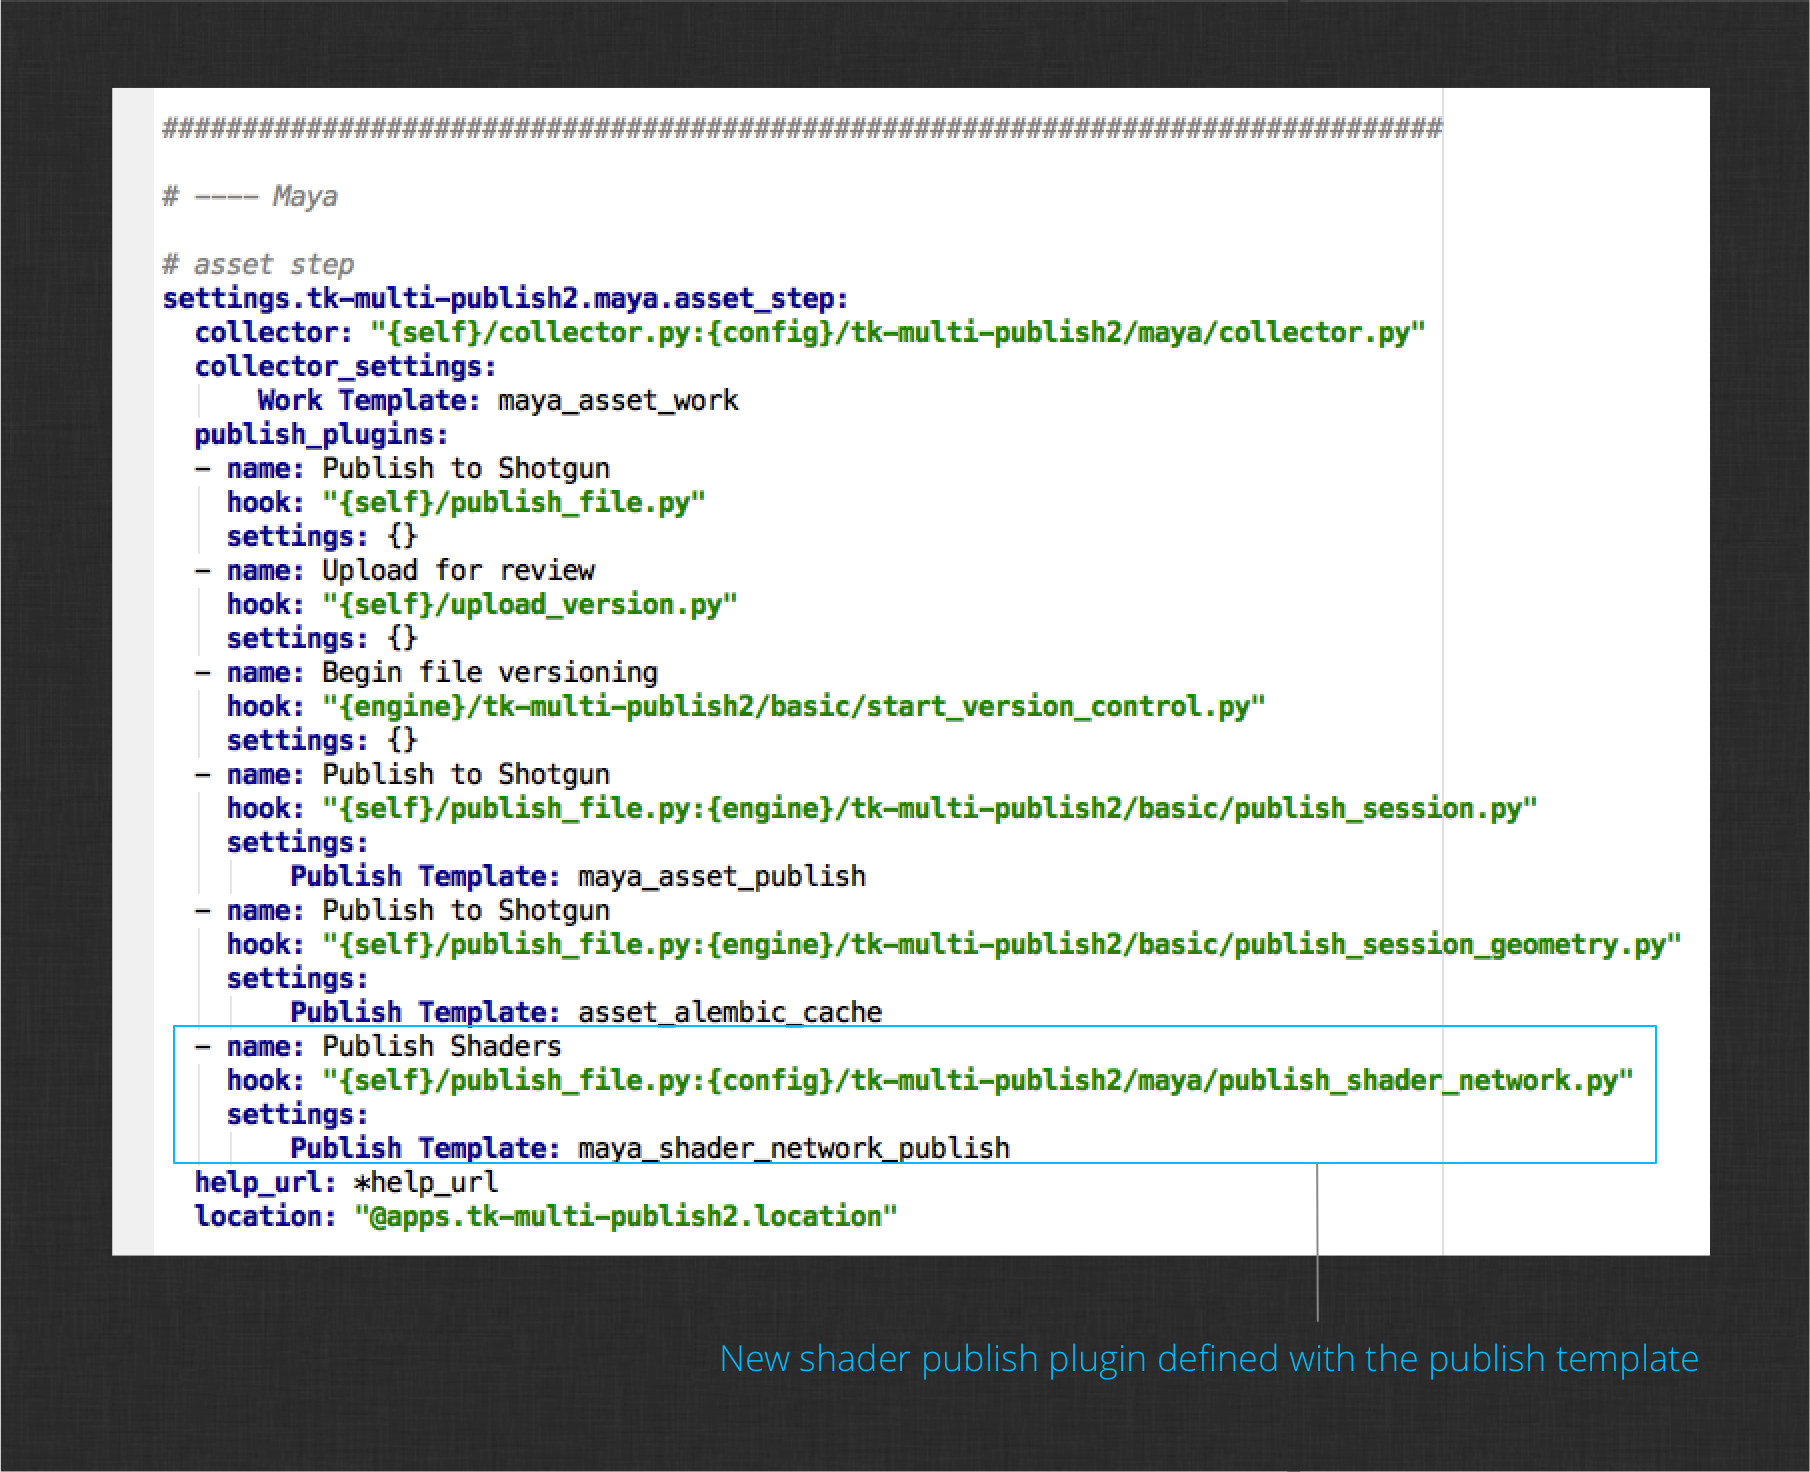 ################################################################################
# ---- Maya
# asset step
settings.tk-multi-publish2.maya.asset_step:
collector: "{self}/collector.py:{config}/tk-multi-publish2/maya/collector.py"
collector_settings:
Work Template: maya_asset_work
publish_plugins:
- name: Publish to Shotgun
hook: "{self}/publish_file.py"
settings: {}
- name: Upload for review
hook: "{self}/upload_version.py"
settings: {}
- name: Begin file versioning
hook: "{engine}/tk-multi-publish2/basic/start_version_control.py"
settings: {}
- name: Publish to Shotgun
hook: "{self}/publish_file.py:{engine}/tk-multi-publish2/basic/publish_session.py"
settings:
Publish Template: maya_asset_publish
- name: Publish to Shotgun
hook: "{self}/publish_file.py:{engine}/tk-multi-publish2/basic/publish_session_geometry.py"
settings:
Publish Template: asset_alembic_cache
- name: Publish Shaders
hook: "{self}/publish_file.py:{config}/tk-multi-publish2/maya/publish_shader_network.py"
settings:
Publish Template: maya_shader_network_publish
help_url: *help_url
location: "@apps.tk-multi-publish2.location"
New shader publish plugin defined with the publish template